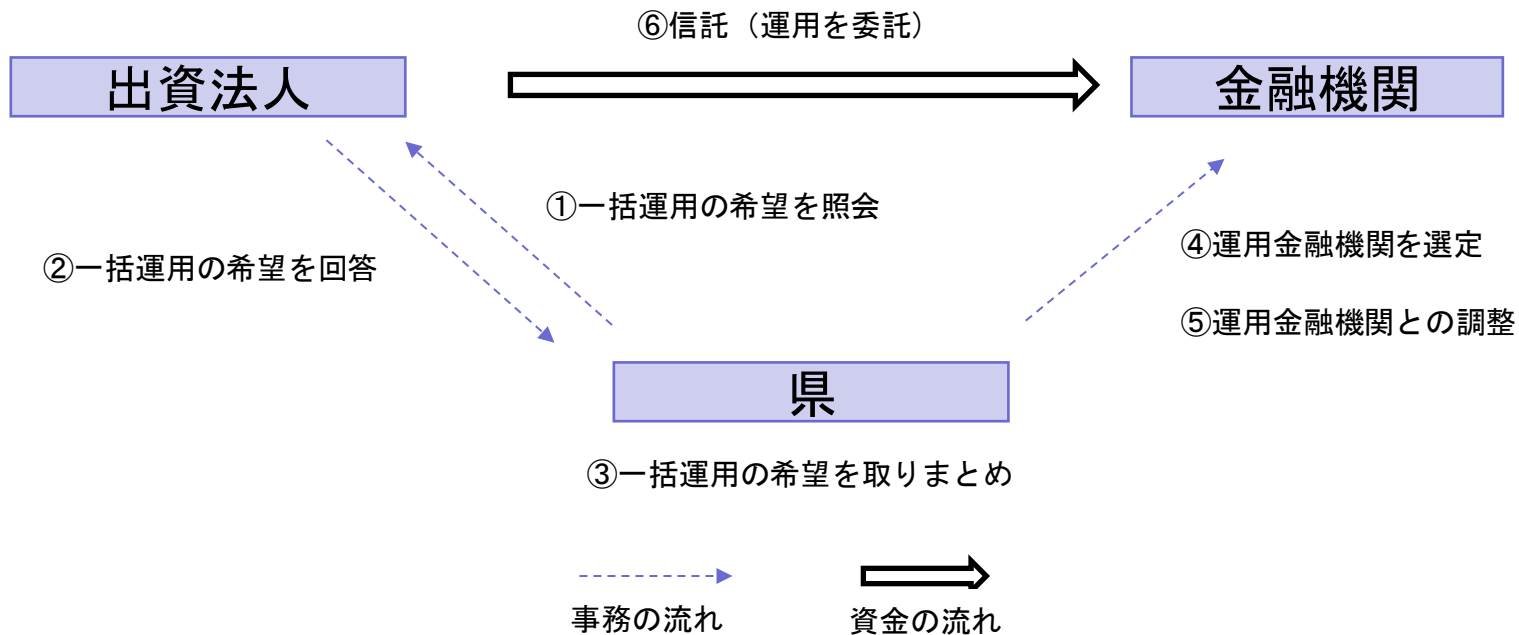 ⑥信託（運用を委託）
出資法人
金融機関
①一括運用の希望を照会
②一括運用の希望を回答
④運用金融機関を選定
⑤運用金融機関との調整
県
③一括運用の希望を取りまとめ
事務の流れ
資金の流れ